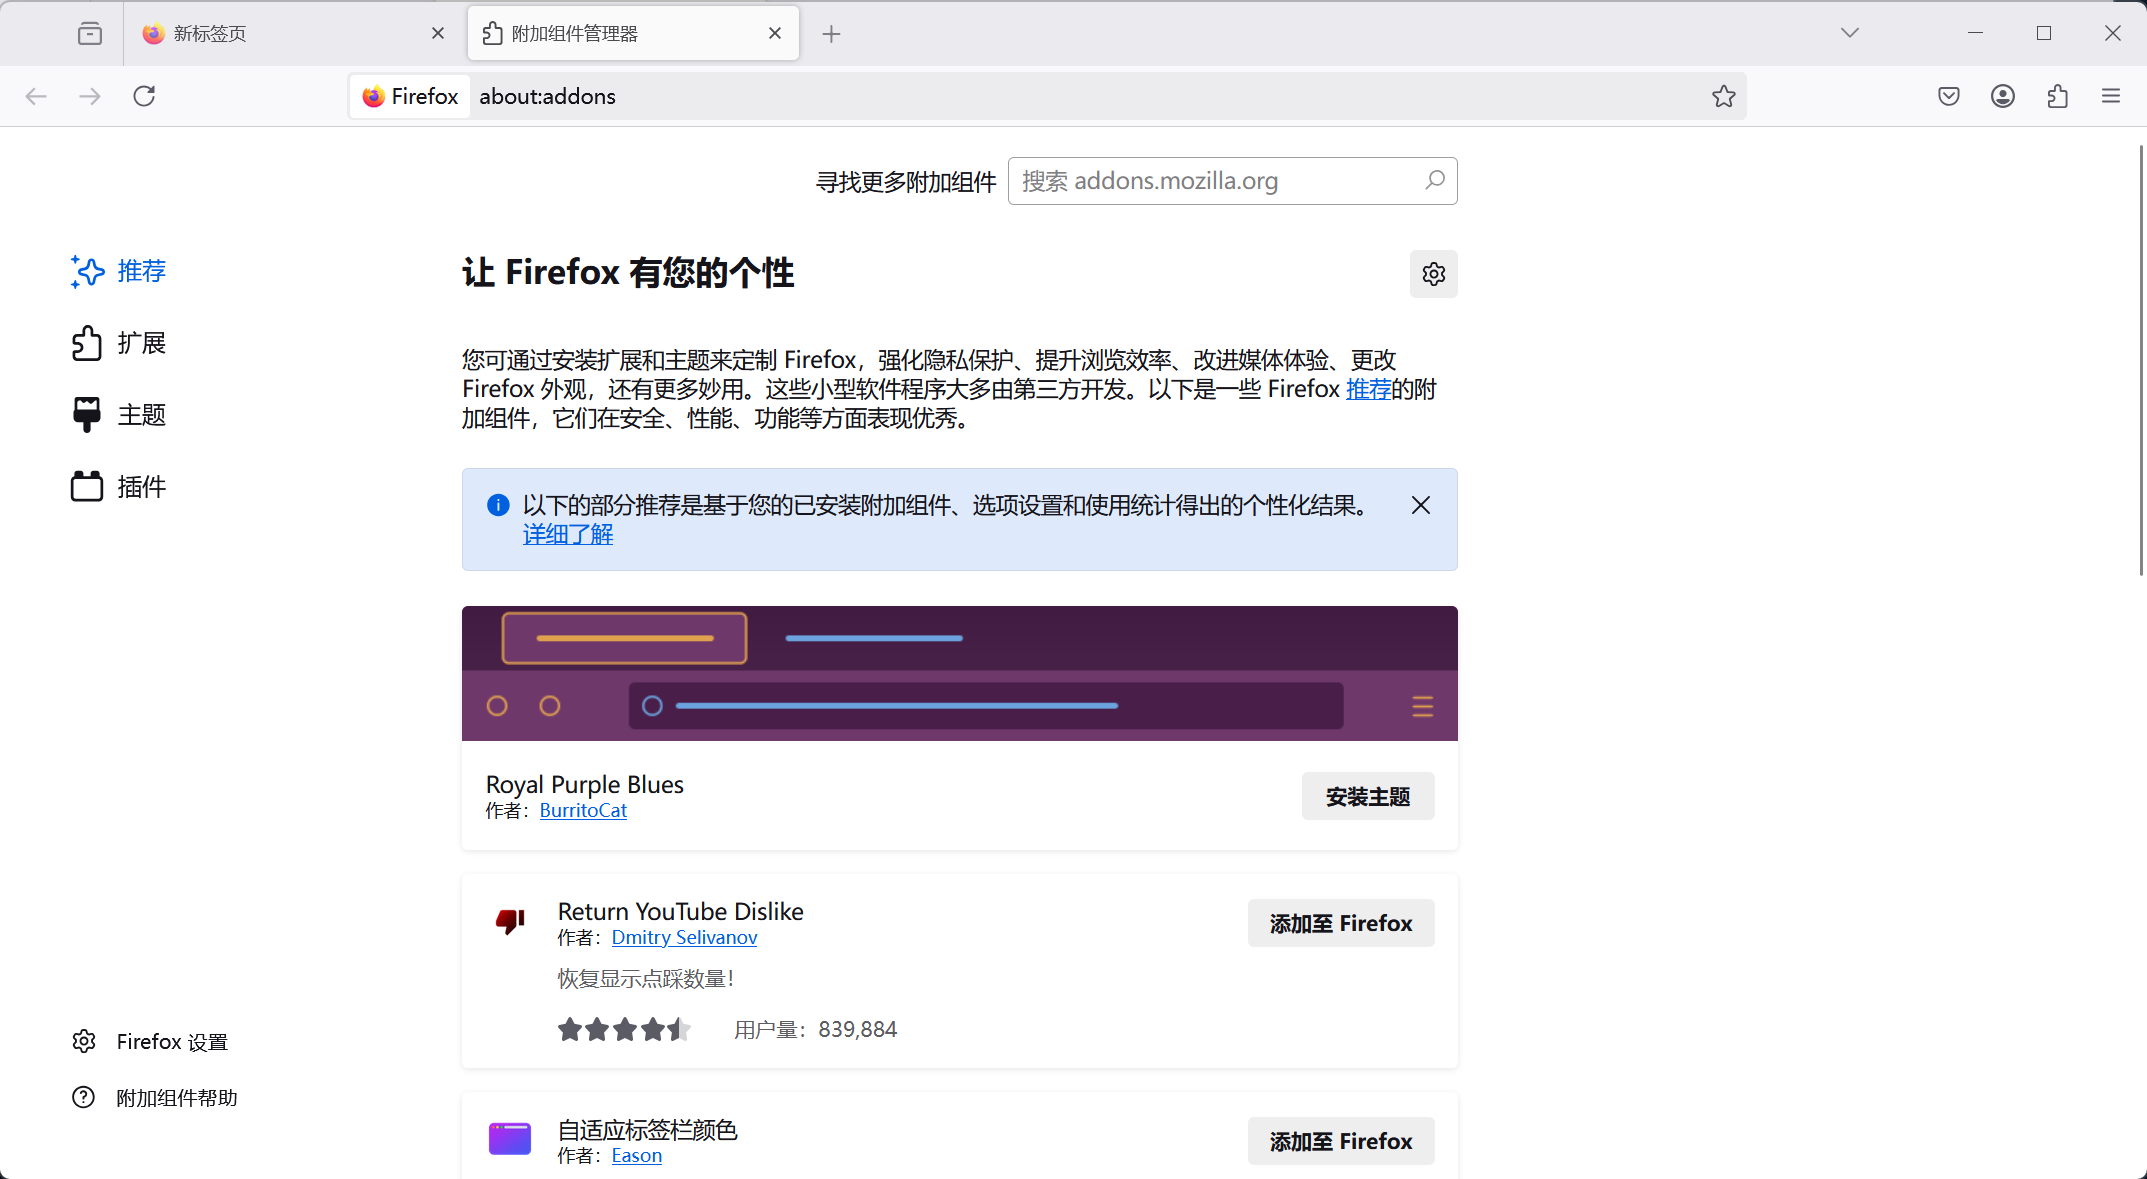 新标签页
附加组件管理器
Firefox about:addons
寻找更多附加组件 搜索 addons.mozilla.org
推荐
扩展
主题
插件
让 Firefox 有您的个性
您可通过安装扩展和主题来定制 Firefox，强化隐私保护、提升浏览效率、改进媒体体验、更改
Firefox 外观，还有更多妙用。这些小型软件程序大多由第三方开发。以下是一些 Firefox 推荐的附
加组件，它们在安全、性能、功能等方面表现优秀。
以下的部分推荐是基于您的已安装附加组件、选项设置和使用统计得出的个性化结果。
详细了解
Royal Purple Blues
作者：BurritoCat
安装主题
Return YouTube Dislike
作者：Dmitry Selivanov
添加至 Firefox
恢复显示点踩数量！
用户量：839,884
自适应标签栏颜色
作者：Eason
添加至 Firefox
Firefox 设置
附加组件帮助